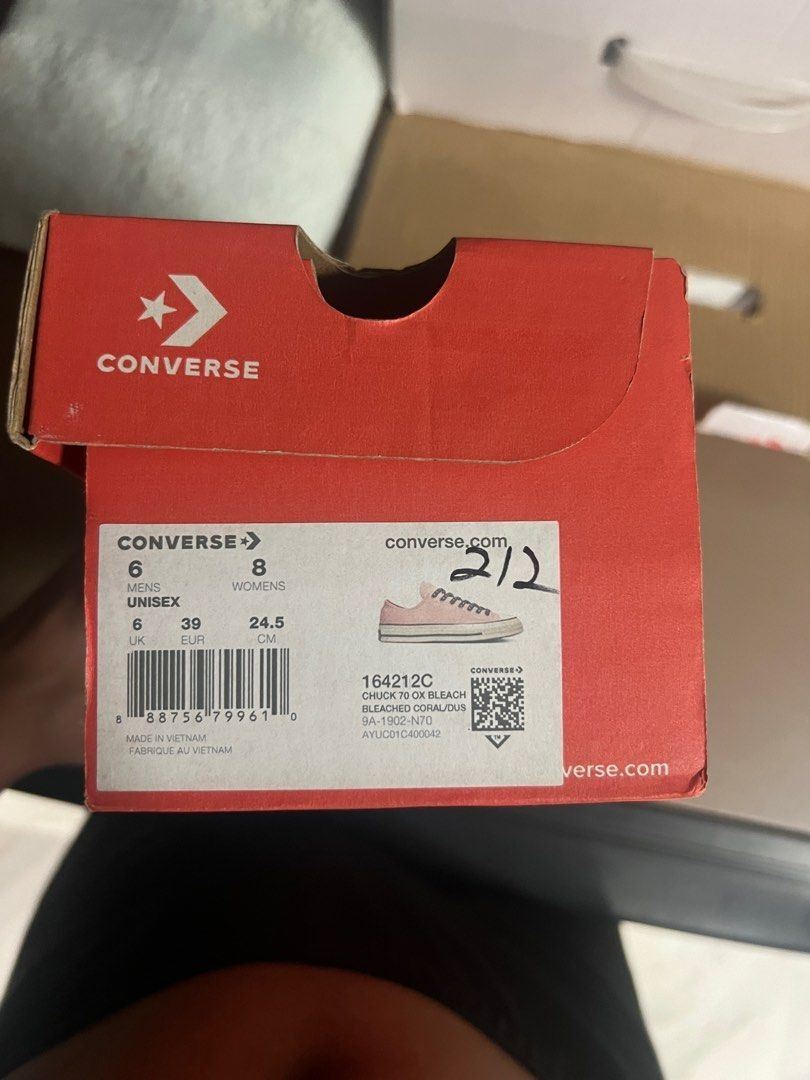 CONVERSE
CONVERSE
converse.com
212
6 8
MENS WOMENS
UNISEX
6 39 24.5
UK EUR CM
8 88756 79961 0
MADE IN VIETNAM
FABRIQUE AU VIETNAM
164212C
CHUCK 70 OX BLEACH
BLEACHED CORAL/DUS
9A-1902-N70
AYUC01C400042
CONVERSE
TM
verse.com